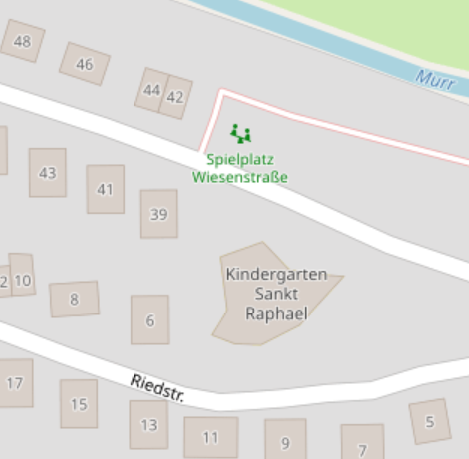 48
46
44
42
Murr
Spielplatz
Wiesenstraße
43
41
39
Kindergarten
Sankt
Raphael
2
10
8
6
Riedstr.
17
15
13
11
9
7
5